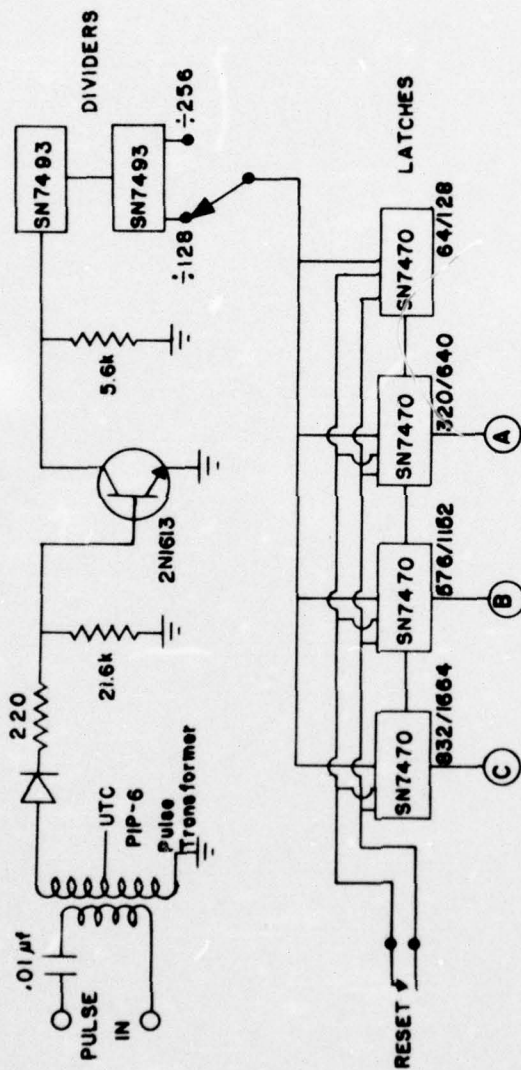 .01 μf
PULSE
IN
UTC
PIP-6
Pulse
Transformer
220
21.6k
2N1613
5.6k
SN7493
SN7493
DIVIDERS
÷128
÷256
RESET
SN7470
832/1664
C
SN7470
576/1152
B
SN7470
320/640
A
SN7470
64/128
LATCHES